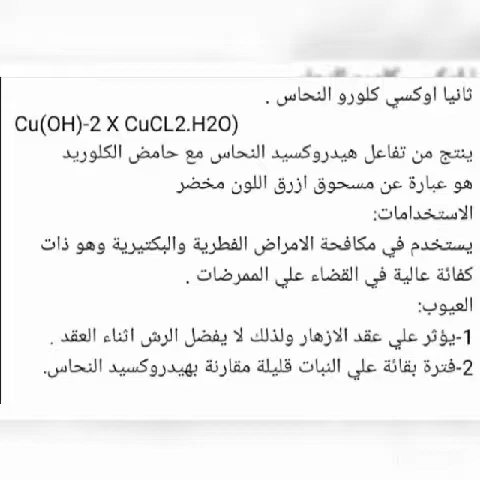 ثانيا اوكسي كلورو النحاس .
Cu(OH)-2 X CuCL2.H2O)
ينتج من تفاعل هيدروكسيد النحاس مع حامض الكلوريد
هو عبارة عن مسحوق ازرق اللون مخضر
الاستخدامات:
يستخدم في مكافحة الامراض الفطرية والبكتيرية وهو ذات
كفائة عالية في القضاء علي الممرضات .
العيوب:
1-يؤثر علي عقد الازهار ولذلك لا يفضل الرش اثناء العقد .
2-فترة بقائة علي النبات قليلة مقارنة بهيدروكسيد النحاس.